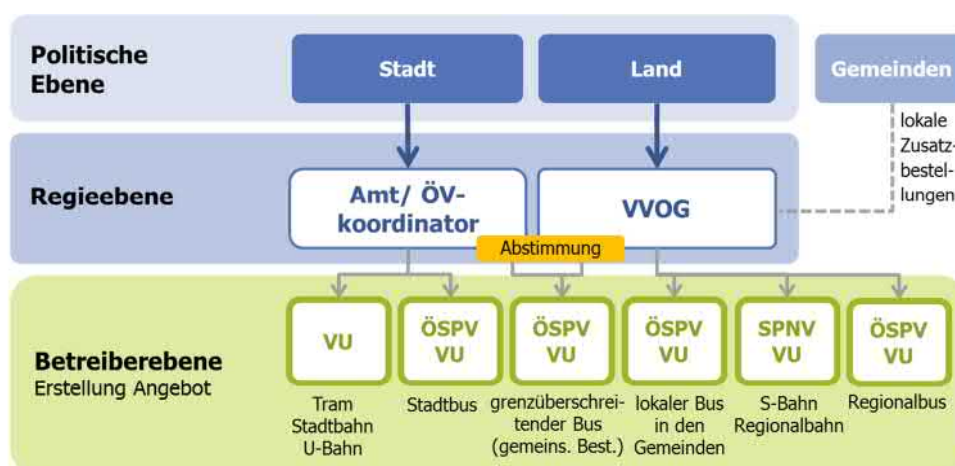 Politische
Ebene
Stadt
Land
Gemeinden
lokale
Zusatz-
bestel-
lungen
Regieebene
Amt/ ÖV-
koordinator
VVOG
Abstimmung
Betreiberebene
Erstellung Angebot
VU
ÖSPV
VU
ÖSPV
VU
ÖSPV
VU
SPNV
VU
ÖSPV
VU
Tram
Stadtbahn
U-Bahn
Stadtbus
grenzüberschrei-
tender Bus
(gemeins. Best.)
lokaler Bus
in den
Gemeinden
S-Bahn
Regionalbahn
Regionalbus